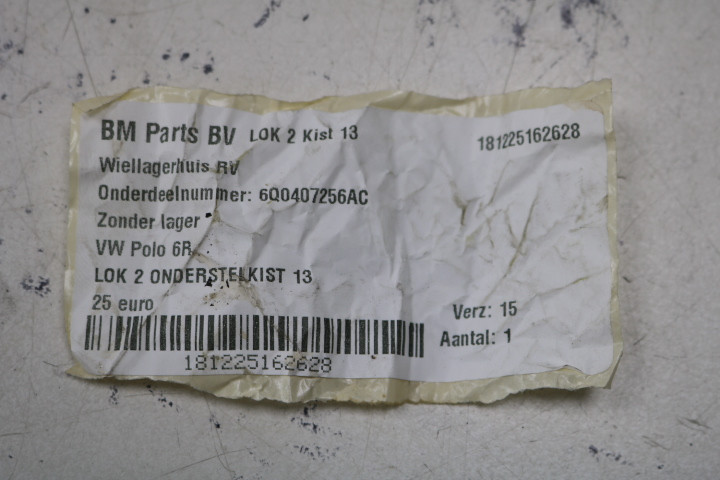 BM Parts BV LOK 2 Kist 13 181225162628
Wiellagerhuis RV
Onderdeelnummer: 6Q0407256AC
Zonder lager
VW Polo 6R
LOK 2 ONDERSTELKIST 13
25 euro
Verz: 15
Aantal: 1
181225162628